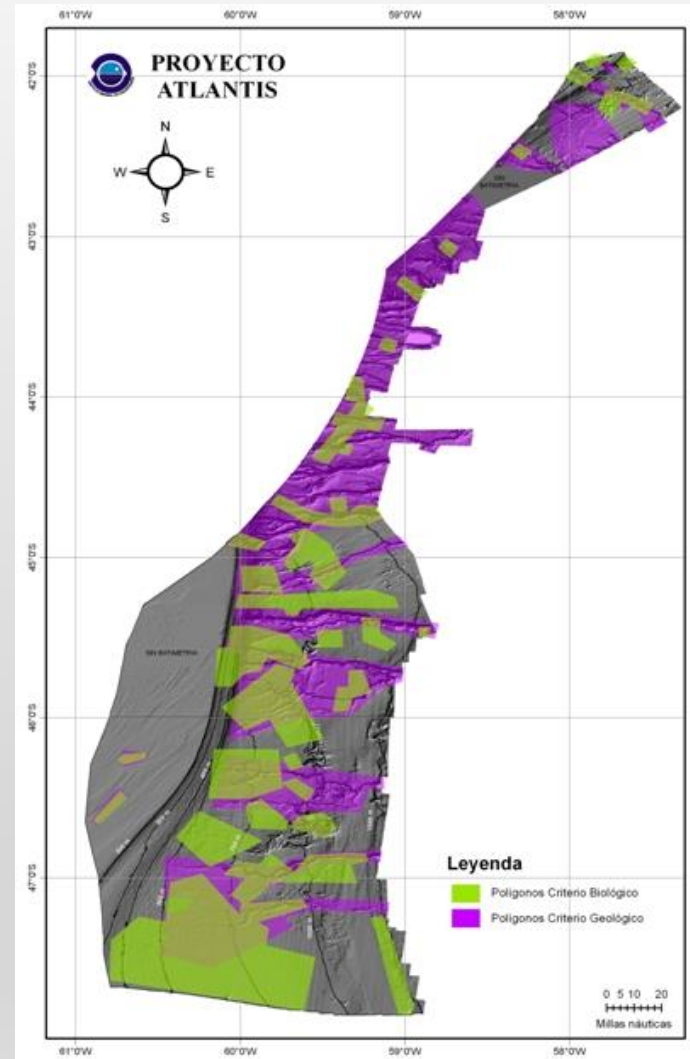 61°0'W 60°0'W 59°0'W 58°0'W
PROYECTO
ATLANTIS
N
W E
S
42°0'S
SIN
BATIMETRIA
43°0'S
44°0'S
45°0'S
SIN BATIMETRIA
46°0'S
47°0'S
Leyenda
Polígonos Criterio Biológico
Polígonos Criterio Geológico
0 5 10 20
Millas náuticas
61°0'W 60°0'W 59°0'W 58°0'W